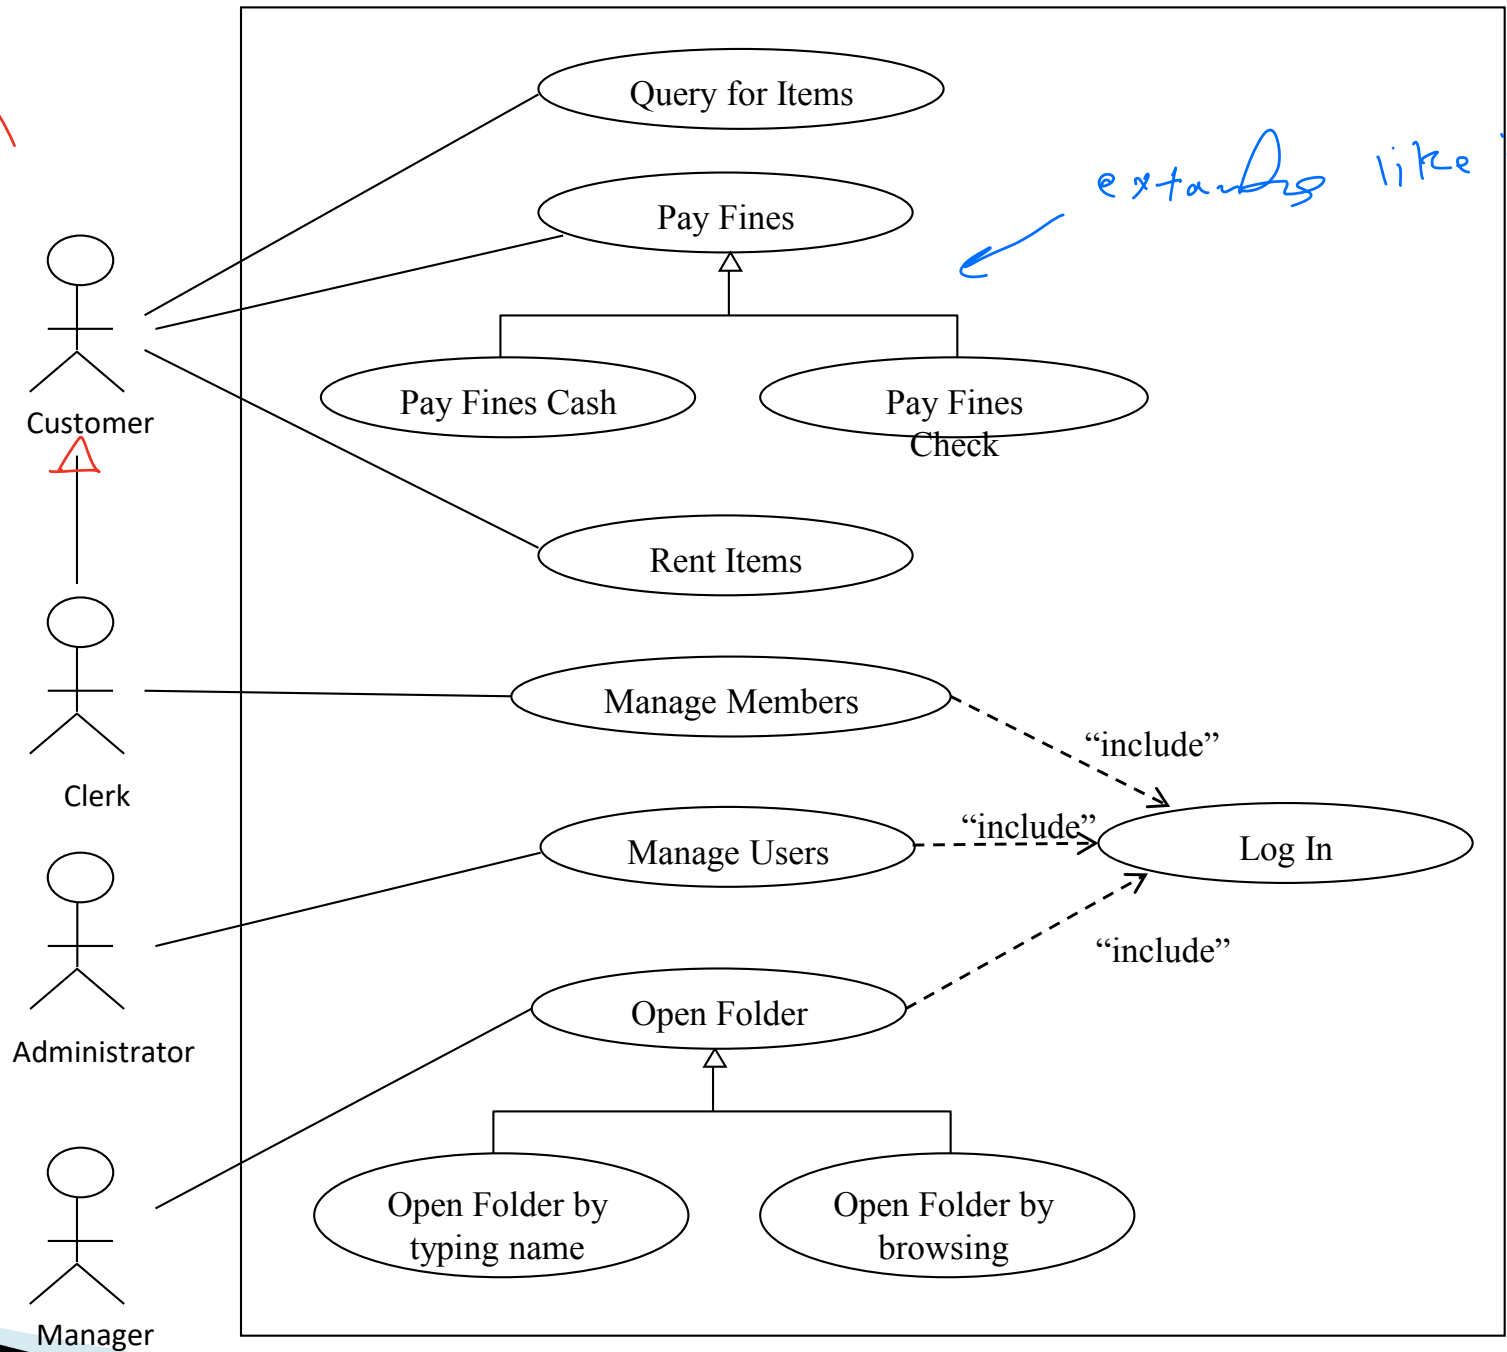 Query for Items
like
Pay Fines
Pay Fines Cash
Pay Fines
Check
Customer
Rent Items
Manage Members
“include”
Clerk
Manage Users
“include”
Log In
“include”
Open Folder
Administrator
Open Folder by
typing name
Open Folder by
browsing
Manager